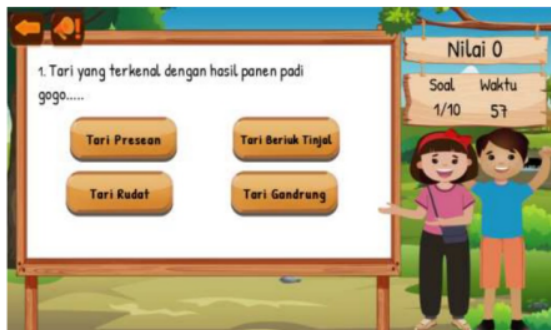 Nilai 0
Soal Waktu
1/10 57
1. Tari yang terkenal dengan hasil panen padi
gogo.....
Tari Presean
Tari Beriuk Tinjal
Tari Rudat
Tari Gandrung